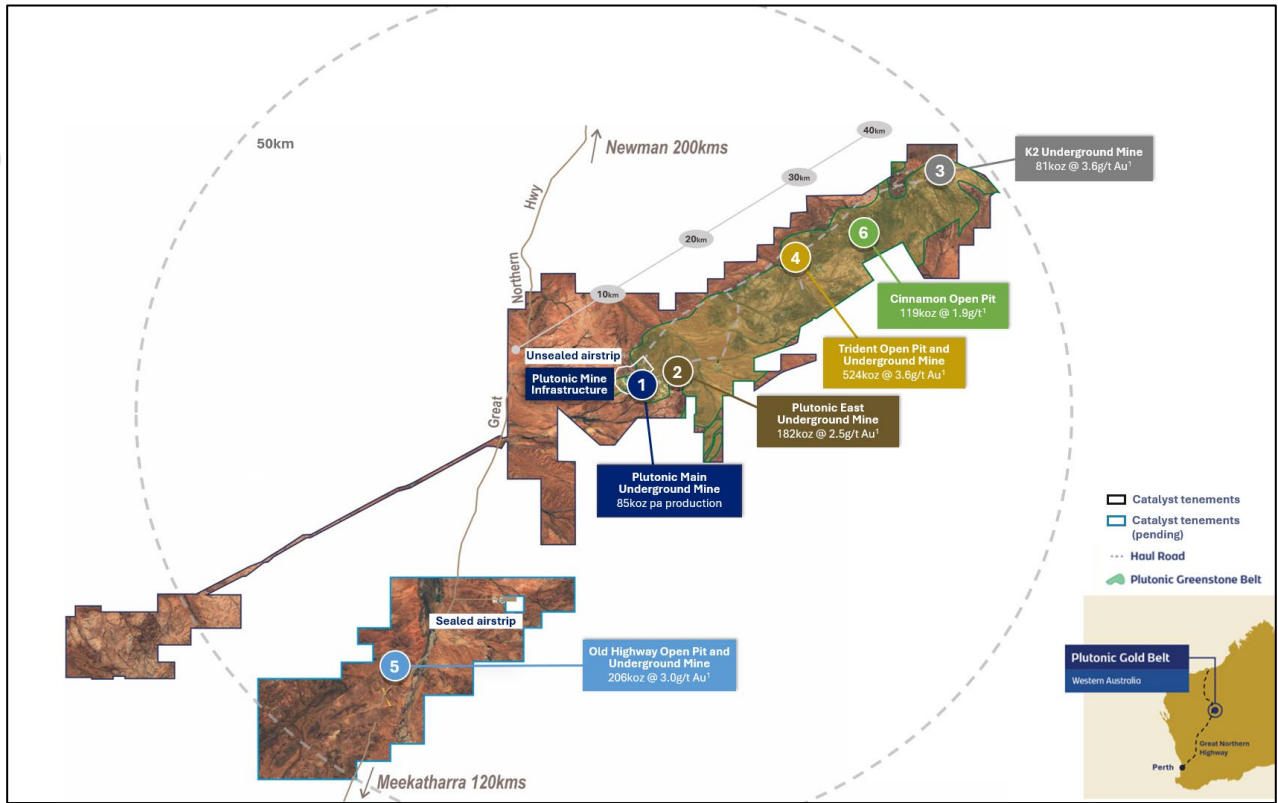 50km
Newman 200kms
40km
30km
20km
10km
Great Northern Hwy
K2 Underground Mine
81koz @ 3.6g/t Au¹
3
6
4
Cinnamon Open Pit
119koz @ 1.9g/t¹
Trident Open Pit and
Underground Mine
524koz @ 3.6g/t Au¹
Unsealed airstrip
Plutonic Mine
Infrastructure
1
2
Plutonic East
Underground Mine
182koz @ 2.5g/t Au¹
Plutonic Main
Underground Mine
85koz pa production
Sealed airstrip
5
Old Highway Open Pit and
Underground Mine
206koz @ 3.0g/t Au¹
Meekatharra 120kms
Catalyst tenements
Catalyst tenements
(pending)
Haul Road
Plutonic Greenstone Belt
Plutonic Gold Belt
Western Australia
Great Northern
Highway
Perth